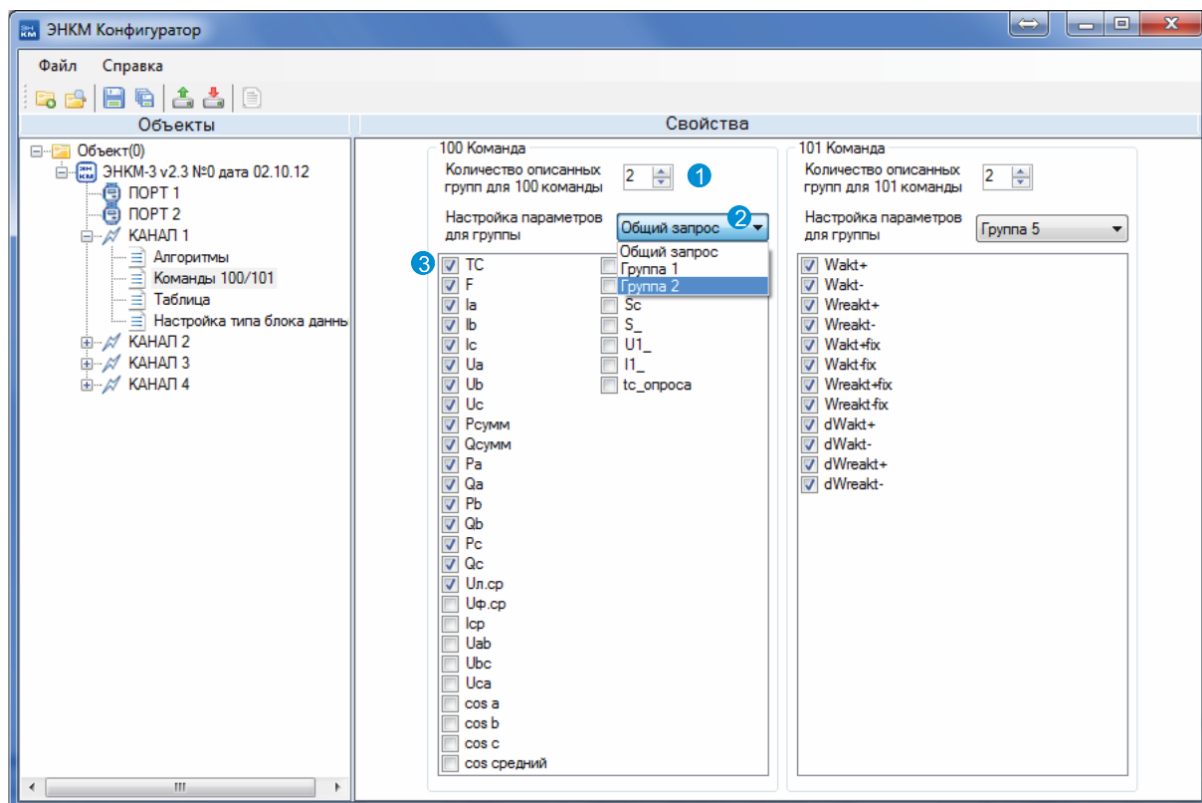 ЭНКМ Конфигуратор
Файл Справка
Объекты
Свойства
Объект(0)
ЭНКМ-3 v2.3 №0 дата 02.10.12
ПОРТ 1
ПОРТ 2
КАНАЛ 1
Алгоритмы
Команды 100/101
Таблица
Настройка типа блока данны
КАНАЛ 2
КАНАЛ 3
КАНАЛ 4
100 Команда
Количество описанных
групп для 100 команды
2
1
Настройка параметров
для группы
Общий запрос
2
Общий запрос
Группа 1
Группа 2
3
ТС
F
Ia
Ib
Ic
Ua
Ub
Uc
Pсумм
Qсумм
Pa
Qa
Pb
Qb
Pc
Qc
Uл.ср
Uф.ср
Iср
Uab
Ubc
Uca
cos a
cos b
cos c
cos средний
Sc
S_
U1_
I1_
tc_опроса
101 Команда
Количество описанных
групп для 101 команды
2
Настройка параметров
для группы
Группа 5
Wakt+
Wakt-
Wreakt+
Wreakt-
Wakt+fix
Wakt-fix
Wreakt+fix
Wreakt-fix
dWakt+
dWakt-
dWreakt+
dWreakt-